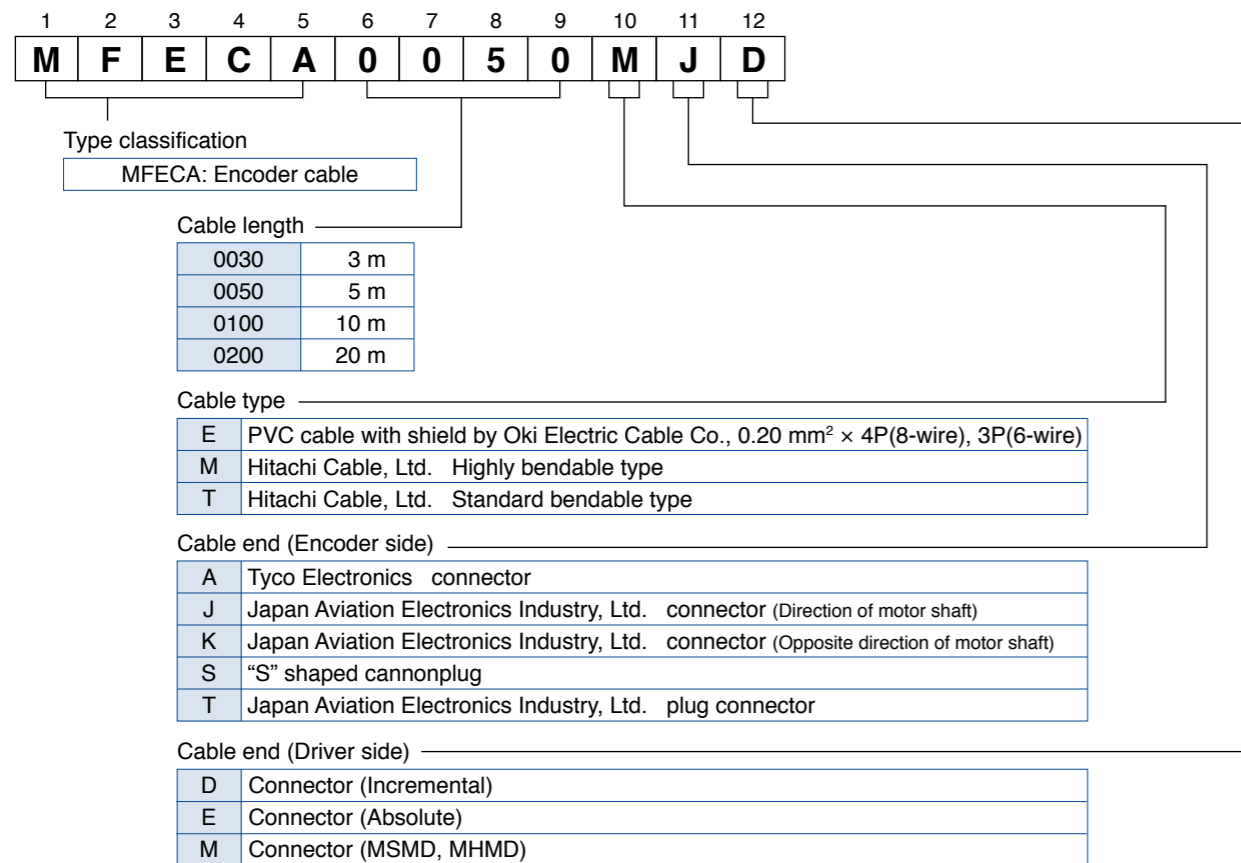 1 2 3 4 5 6 7 8 9 10 11 12
M F E C A 0 0 5 0 M J D
Type classification
MFECA: Encoder cable
Cable length
0030 3 m
0050 5 m
0100 10 m
0200 20 m
Cable type
E PVC cable with shield by Oki Electric Cable Co., 0.20 mm² × 4P(8-wire), 3P(6-wire)
M Hitachi Cable, Ltd. Highly bendable type
T Hitachi Cable, Ltd. Standard bendable type
Cable end (Encoder side)
A Tyco Electronics connector
J Japan Aviation Electronics Industry, Ltd. connector (Direction of motor shaft)
K Japan Aviation Electronics Industry, Ltd. connector (Opposite direction of motor shaft)
S “S” shaped cannonplug
T Japan Aviation Electronics Industry, Ltd. plug connector
Cable end (Driver side)
D Connector (Incremental)
E Connector (Absolute)
M Connector (MSMD, MHMD)